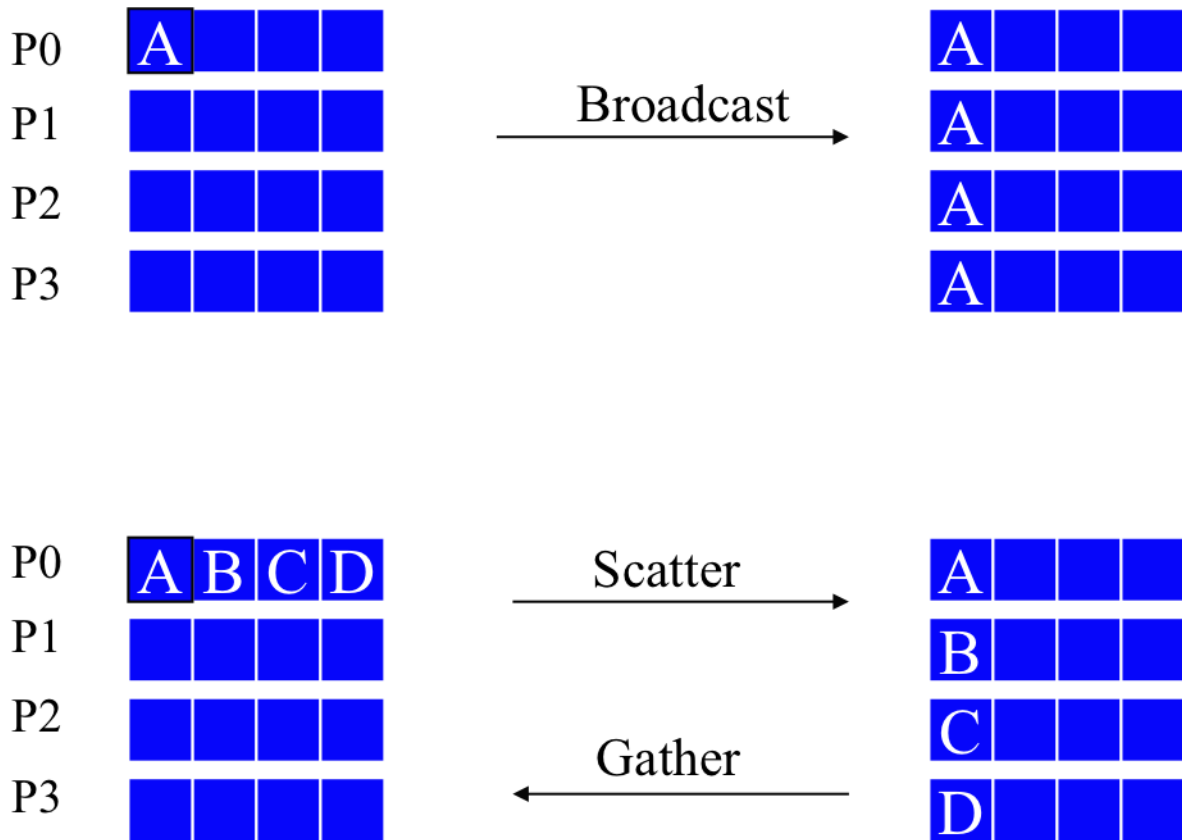 P0 A A
Broadcast
P1 A
P2 A
P3 A
P0 A B C D Scatter A
P1 B
P2 C
Gather
P3 D